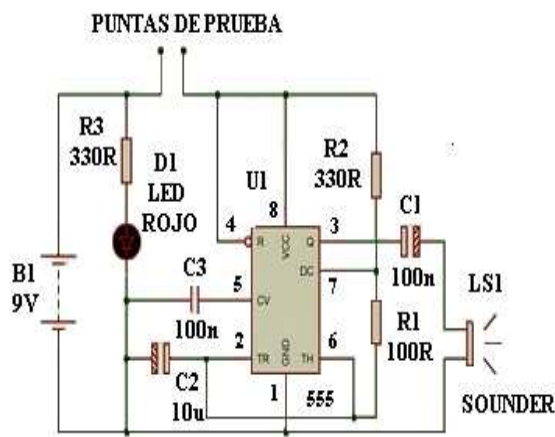 PUNTAS DE PRUEBA
R3
330R
D1
LED
ROJO
U1
R2
330R
C1
100n
4
8
3
R
VCC
Q
DC
7
B1
9V
C3
100n
5
CV
LS1
2
TR
GND
TH
6
R1
100R
C2
10u
1
555
SOUNDER